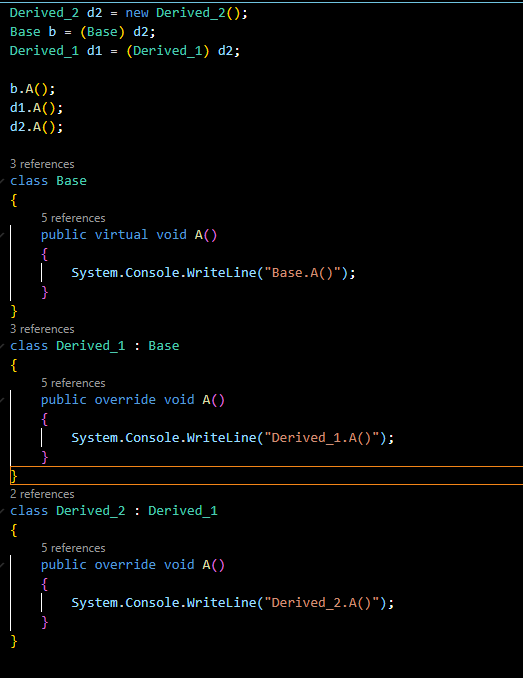 Derived_2 d2 = new Derived_2();
Base b = (Base) d2;
Derived_1 d1 = (Derived_1) d2;
b.A();
d1.A();
d2.A();
3 references
class Base
{
5 references
public virtual void A()
{
System.Console.WriteLine("Base.A()");
}
}
3 references
class Derived_1 : Base
{
5 references
public override void A()
{
System.Console.WriteLine("Derived_1.A()");
}
}
2 references
class Derived_2 : Derived_1
{
5 references
public override void A()
{
System.Console.WriteLine("Derived_2.A()");
}
}